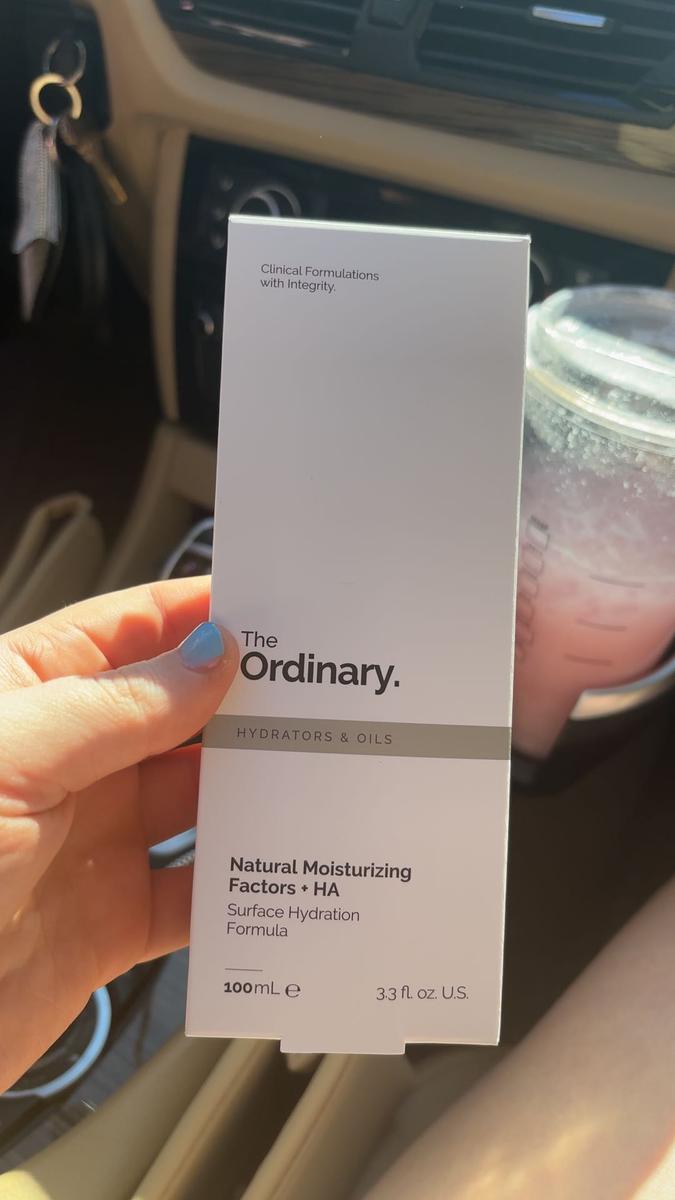 Clinical Formulations
with Integrity.
The
Ordinary.
HYDRATORS & OILS
Natural Moisturizing
Factors + HA
Surface Hydration
Formula
100mL ℮
3.3 fl. oz. U.S.